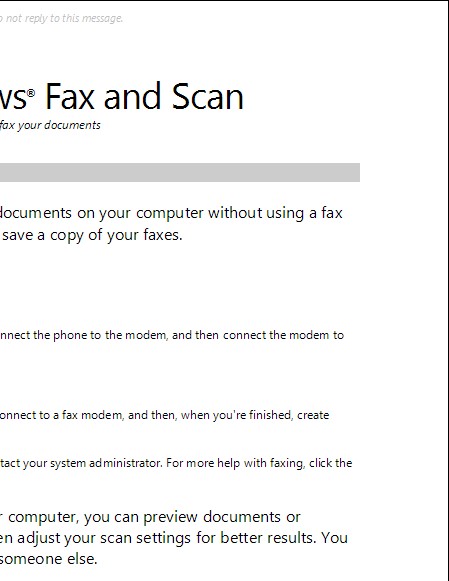 not reply to this message.
ws® Fax and Scan
fax your documents
documents on your computer without using a fax
save a copy of your faxes.
nnect the phone to the modem, and then connect the modem to
onnect to a fax modem, and then, when you're finished, create
tact your system administrator. For more help with faxing, click the
r computer, you can preview documents or
en adjust your scan settings for better results. You
someone else.